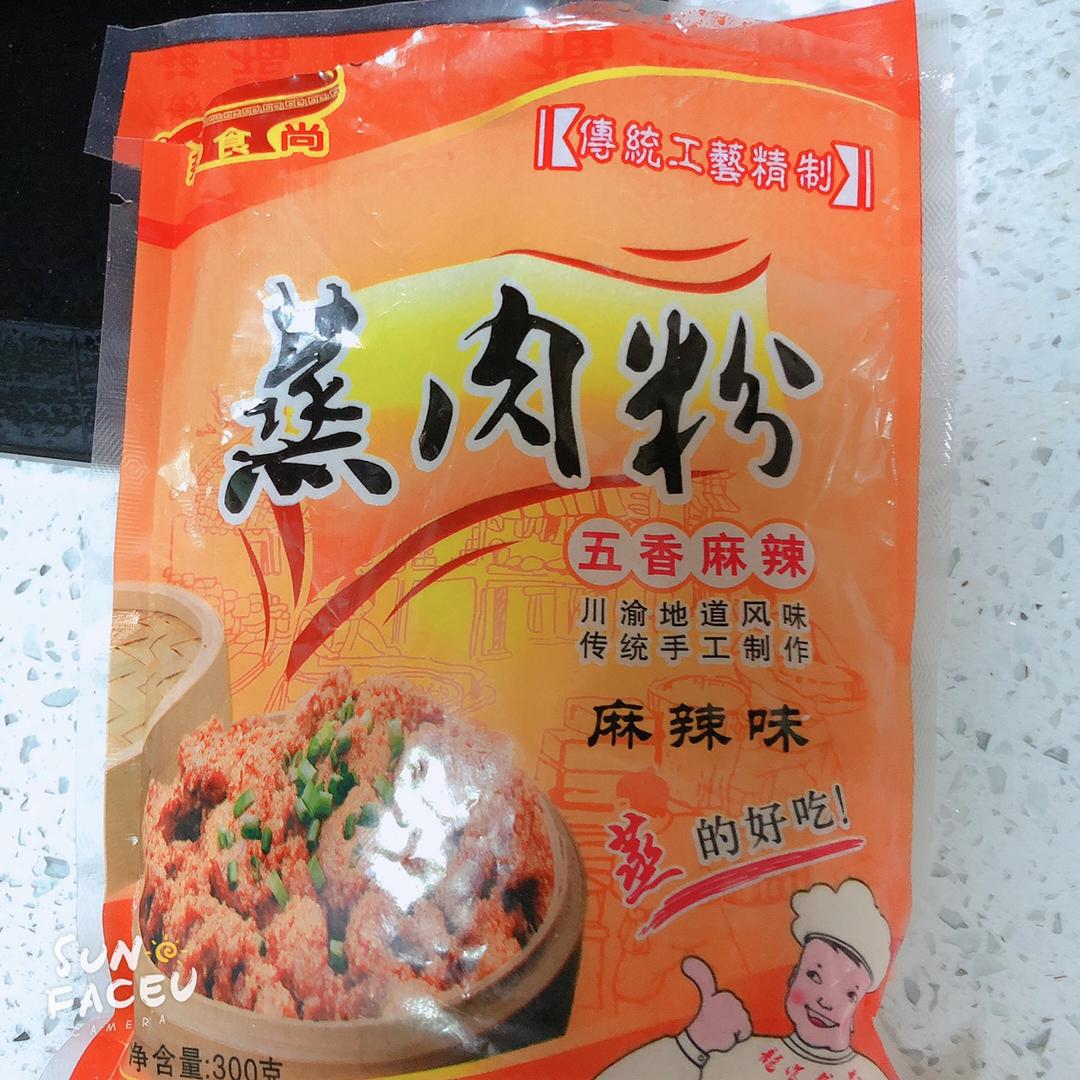 食尚
【傳統工藝精制】
蒸肉粉
五香麻辣
川渝地道风味
传统手工制作
麻辣味
蒸的好吃!
净含量:300克
SUN
FACEU
CAMERA